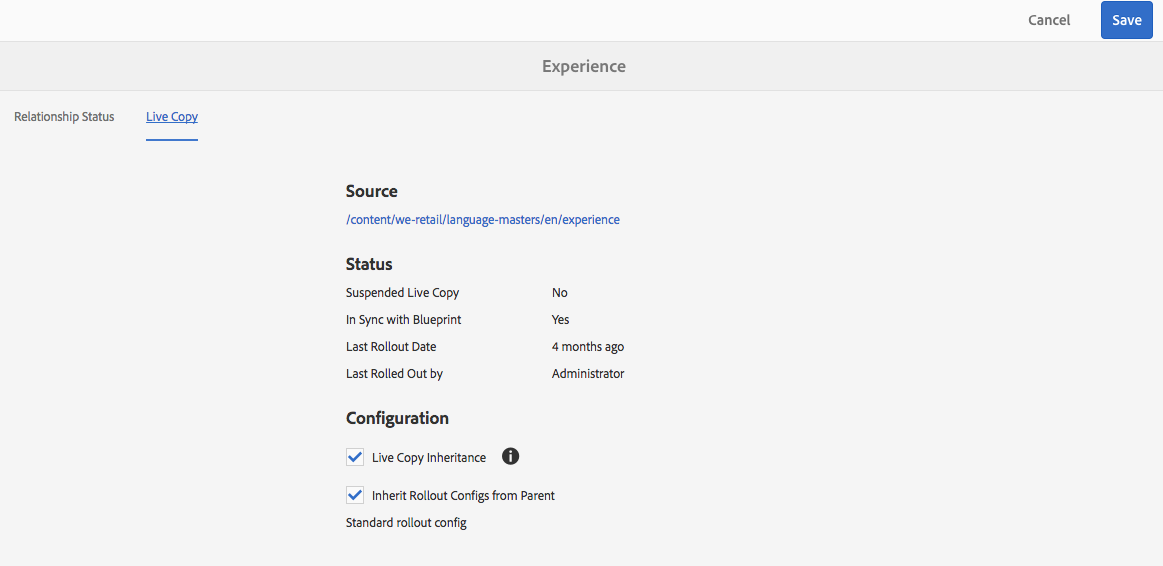 Cancel Save
Experience
Relationship Status Live Copy
Source
/content/we-retail/language-masters/en/experience
Status
Suspended Live Copy No
In Sync with Blueprint Yes
Last Rollout Date 4 months ago
Last Rolled Out by Administrator
Configuration
Live Copy Inheritance
Inherit Rollout Configs from Parent
Standard rollout config